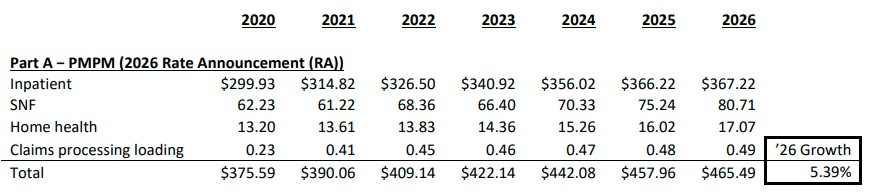 2020 2021 2022 2023 2024 2025 2026
Part A – PMPM (2026 Rate Announcement (RA))
Inpatient $299.93 $314.82 $326.50 $340.92 $356.02 $366.22 $367.22
SNF 62.23 61.22 68.36 66.40 70.33 75.24 80.71
Home health 13.20 13.61 13.83 14.36 15.26 16.02 17.07
Claims processing loading 0.23 0.41 0.45 0.46 0.47 0.48 0.49 ’26 Growth
Total $375.59 $390.06 $409.14 $422.14 $442.08 $457.96 $465.49 5.39%